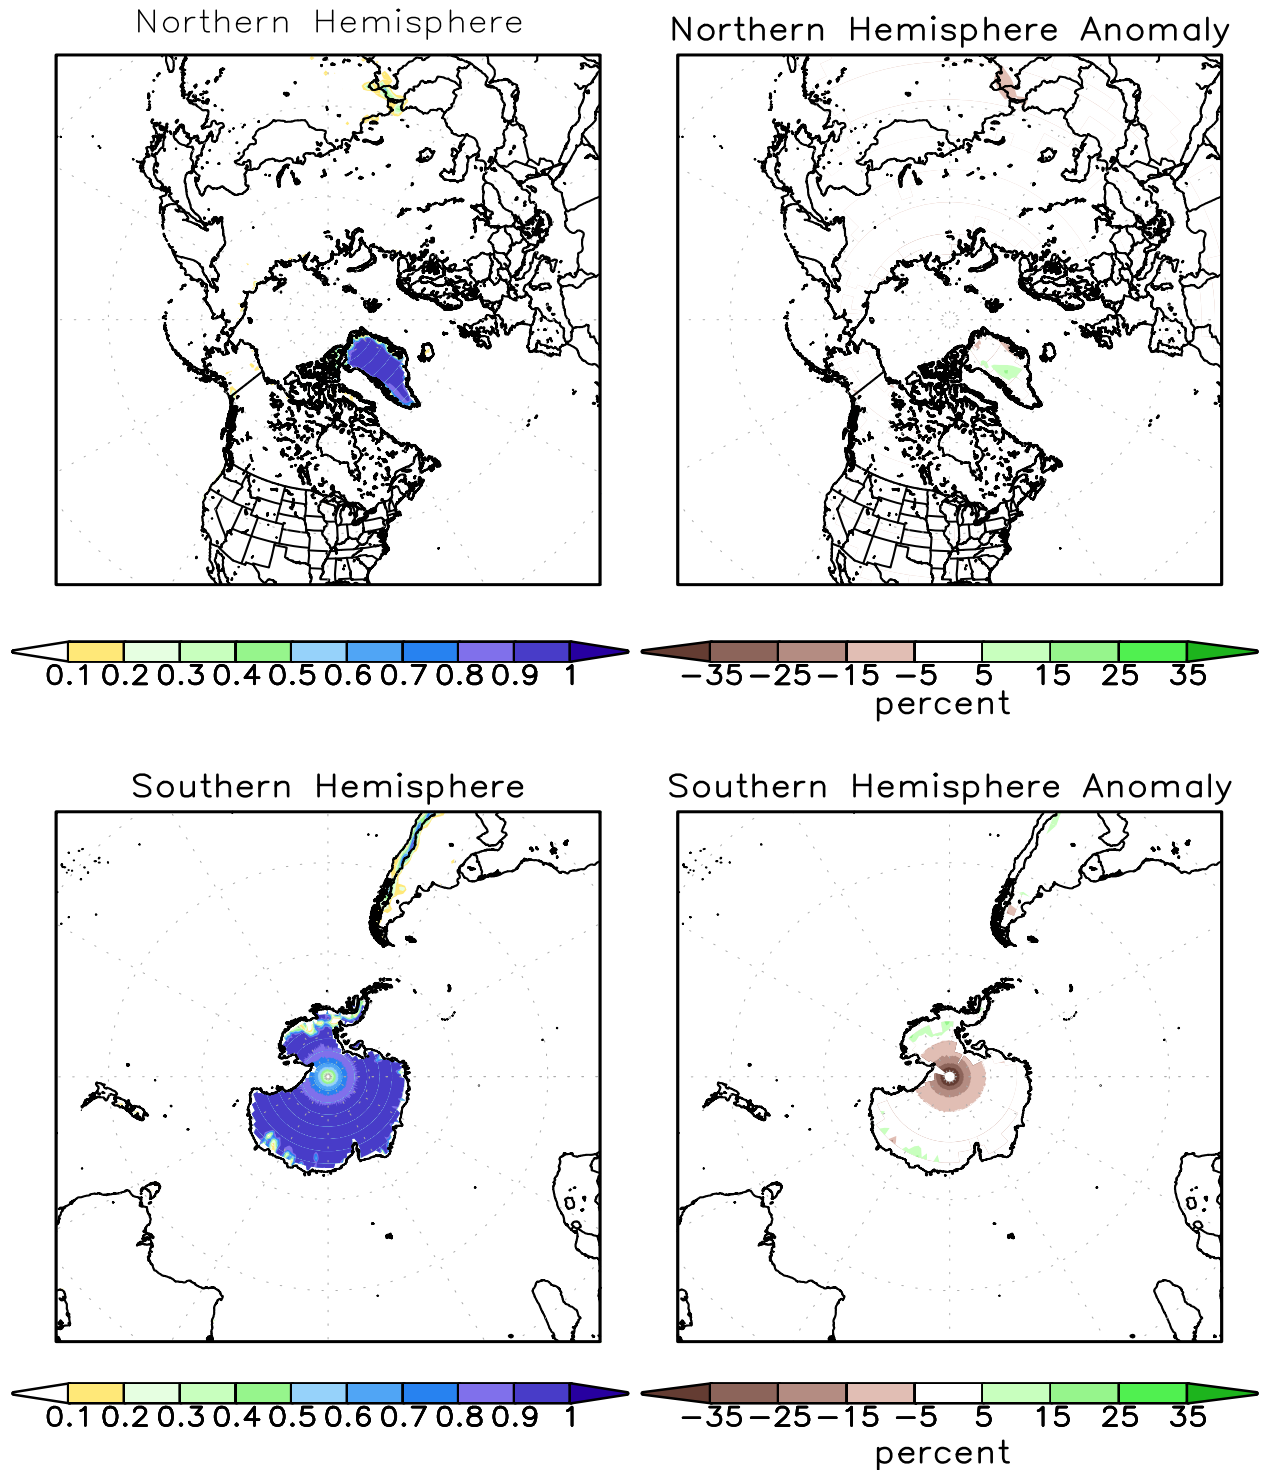 Northern Hemisphere
Northern Hemisphere Anomaly
0.1 0.2 0.3 0.4 0.5 0.6 0.7 0.8 0.9 1
-35 -25 -15 -5 5 15 25 35
percent
Southern Hemisphere
Southern Hemisphere Anomaly
0.1 0.2 0.3 0.4 0.5 0.6 0.7 0.8 0.9 1
-35 -25 -15 -5 5 15 25 35
percent